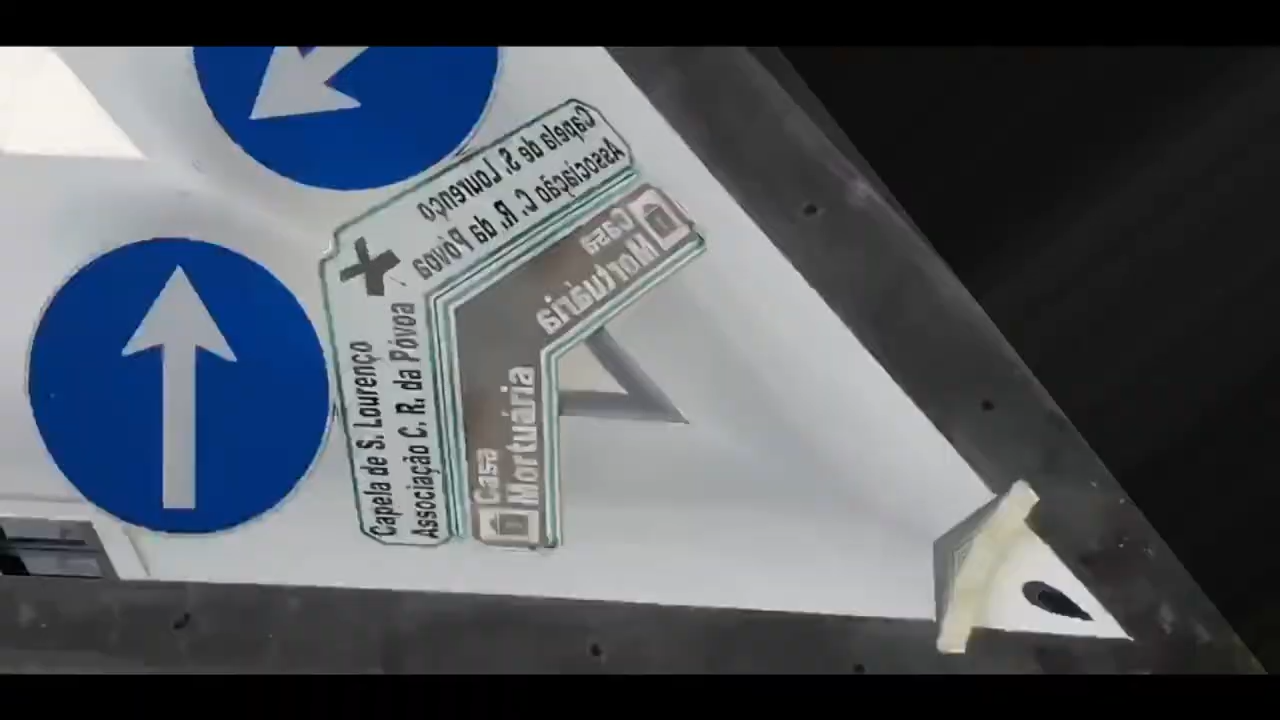 Capela de S. Lourenço
Associação C. R. da Póvoa
Casa
Mortuária
Capela de S. Lourenço
Associação C. R. da Póvoa
Casa
Mortuária